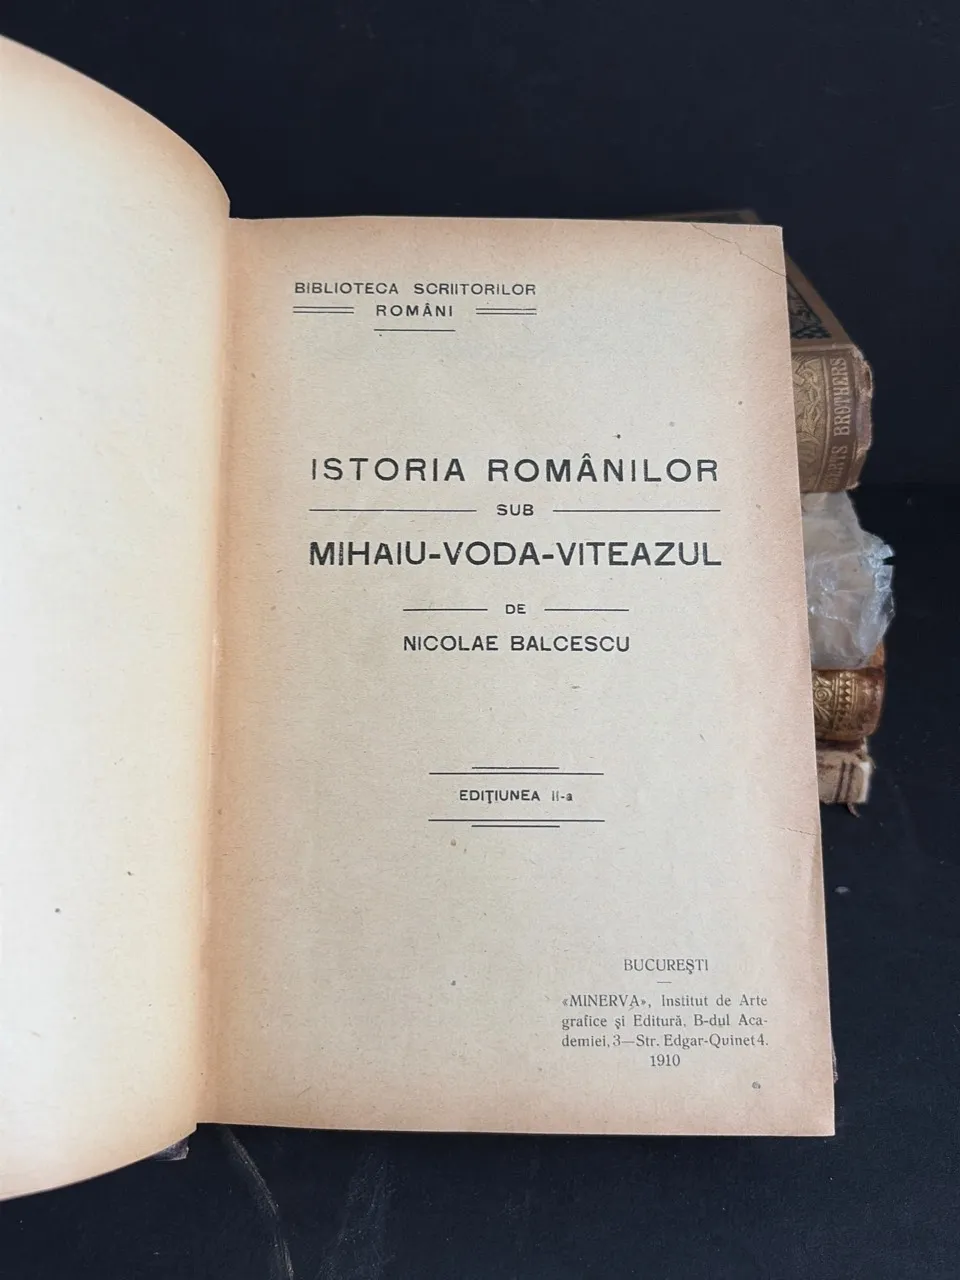 BIBLIOTECA SCRIITORILOR
ROMÂNI
ISTORIA ROMÂNILOR
SUB
MIHAIU-VODA-VITEAZUL
DE
NICOLAE BALCESCU
EDIŢIUNEA II-a
BUCUREŞTI
«MINERVA», Institut de Arte
grafice şi Editură, B-dul Aca-
demiei, 3—Str. Edgar-Quinet 4.
1910
BROTHERS